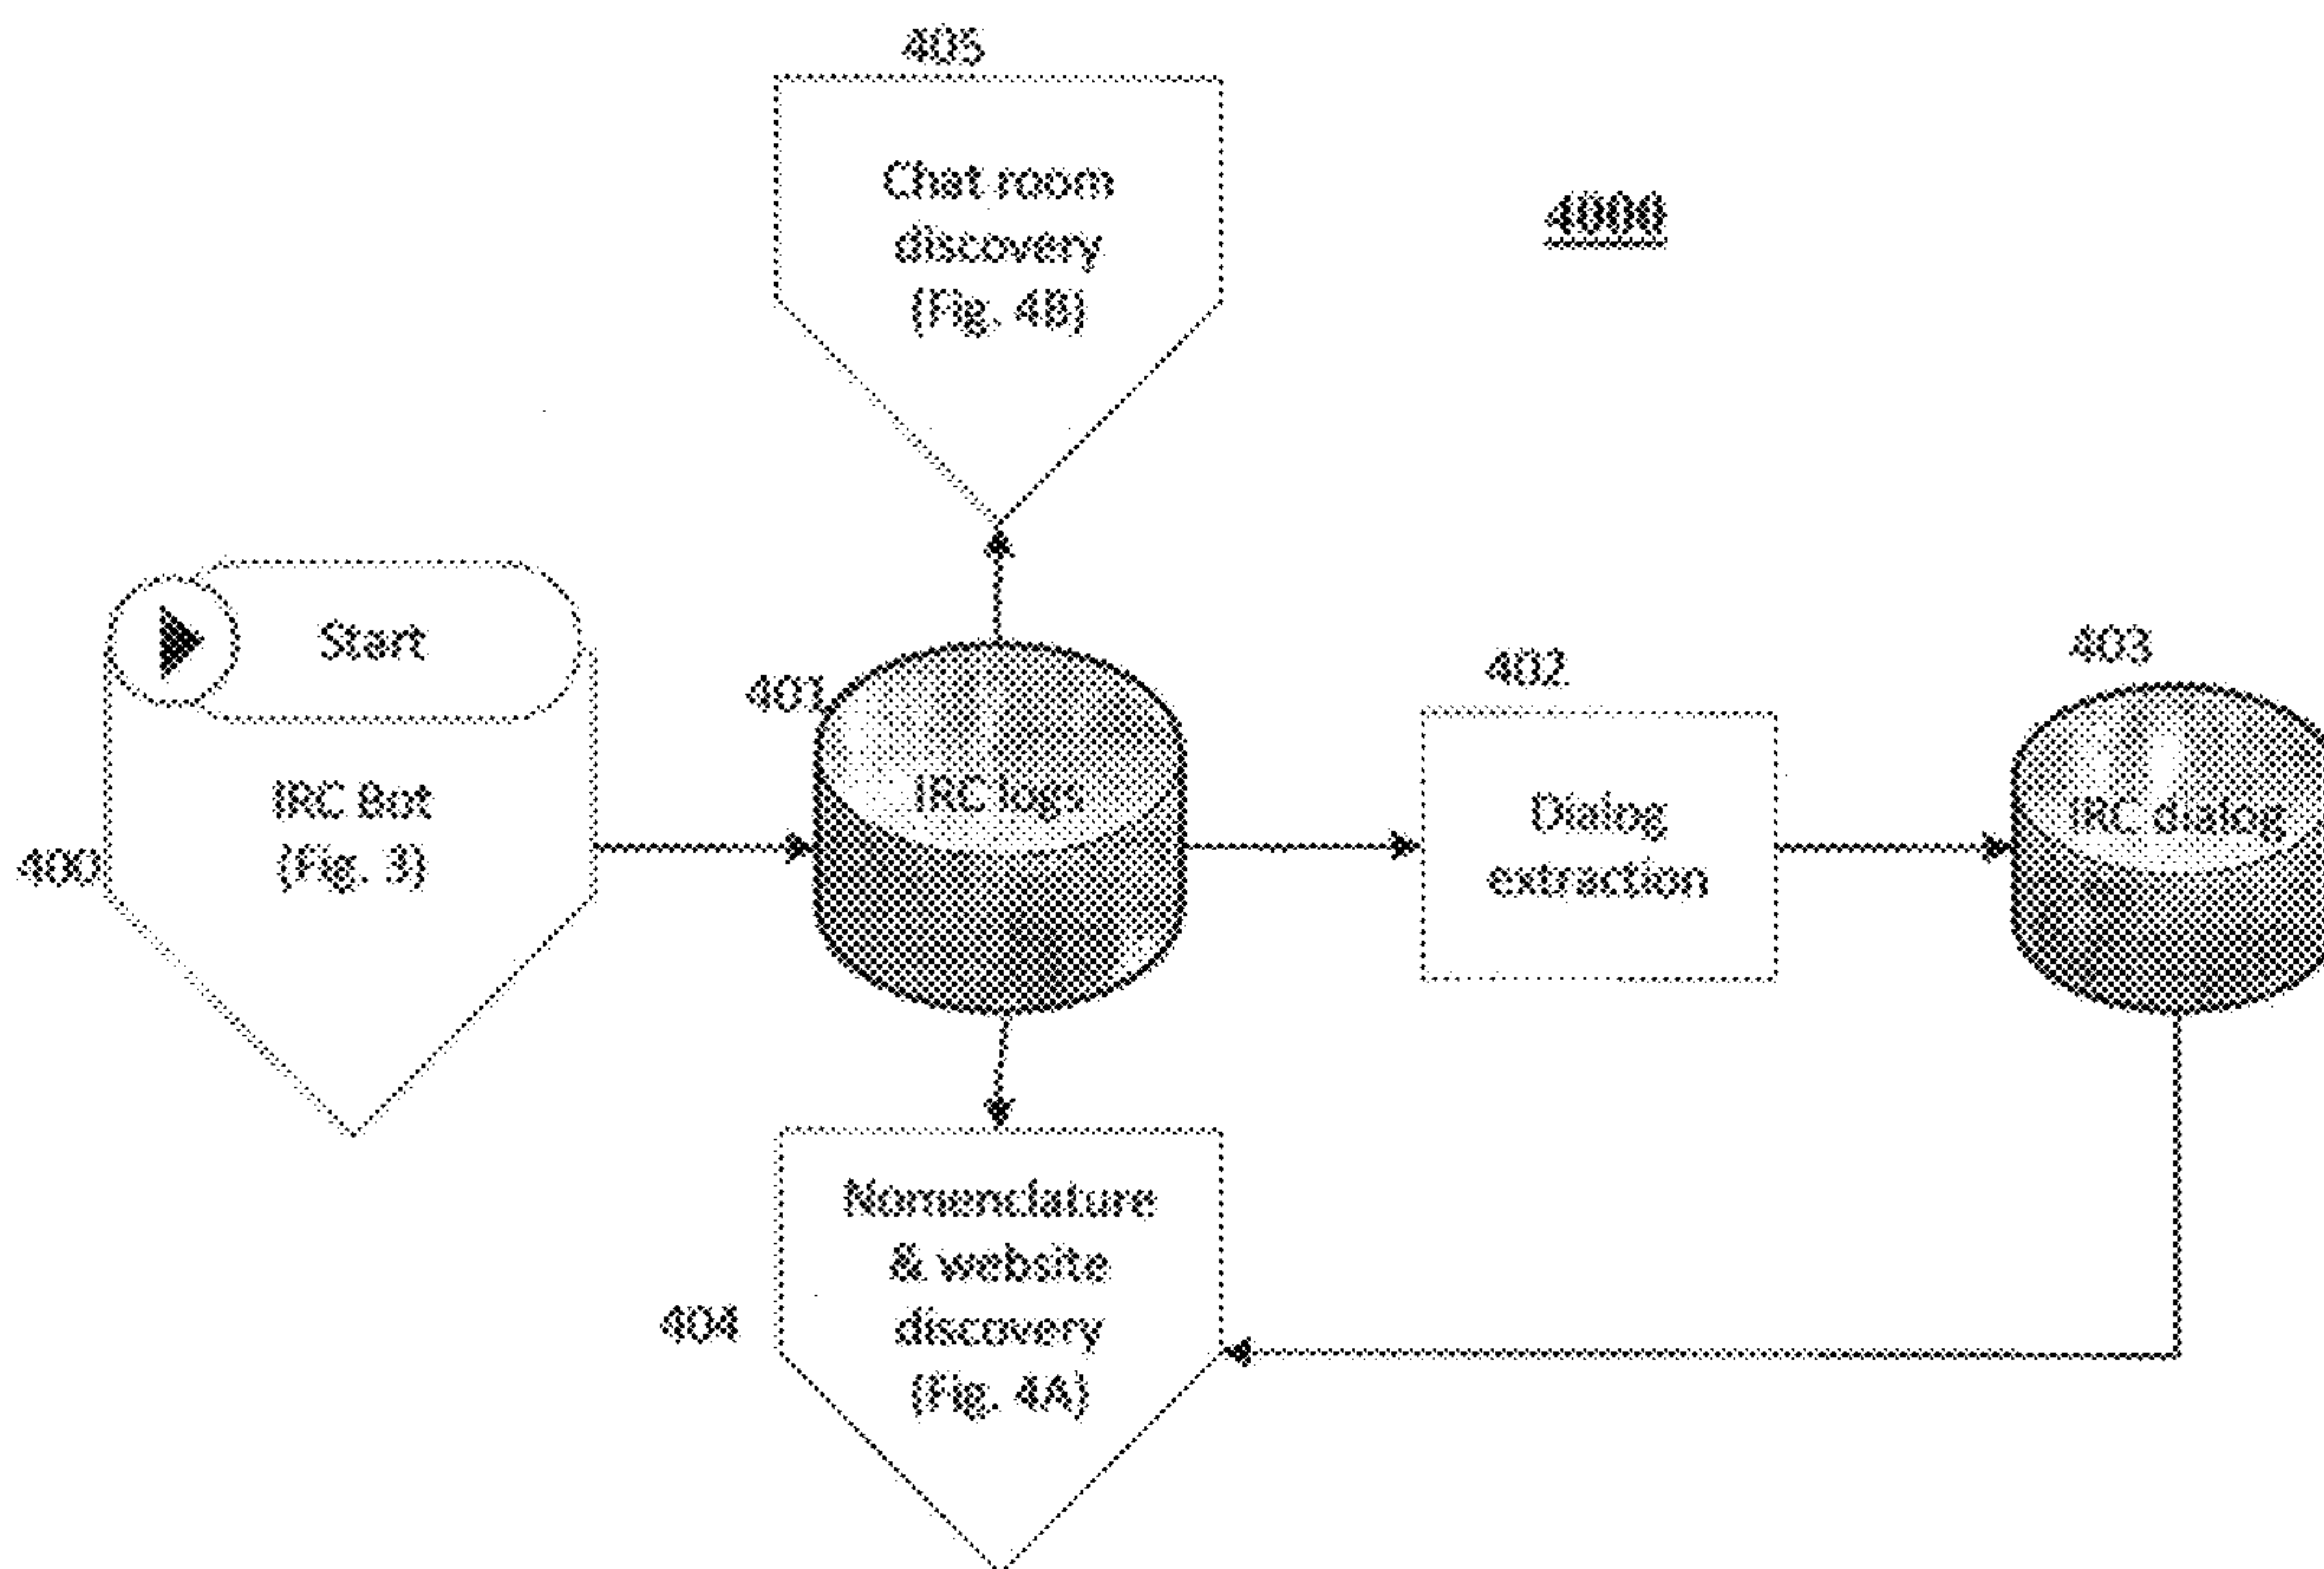 405
Chat room
discovery
(Fig. 4B)
4000
Start
IRC Bot
(Fig. 3)
400
401
IRC logs
402
Dialog
extraction
403
IRC dialog
Nomenclature
& website
discovery
(Fig. 4A)
404